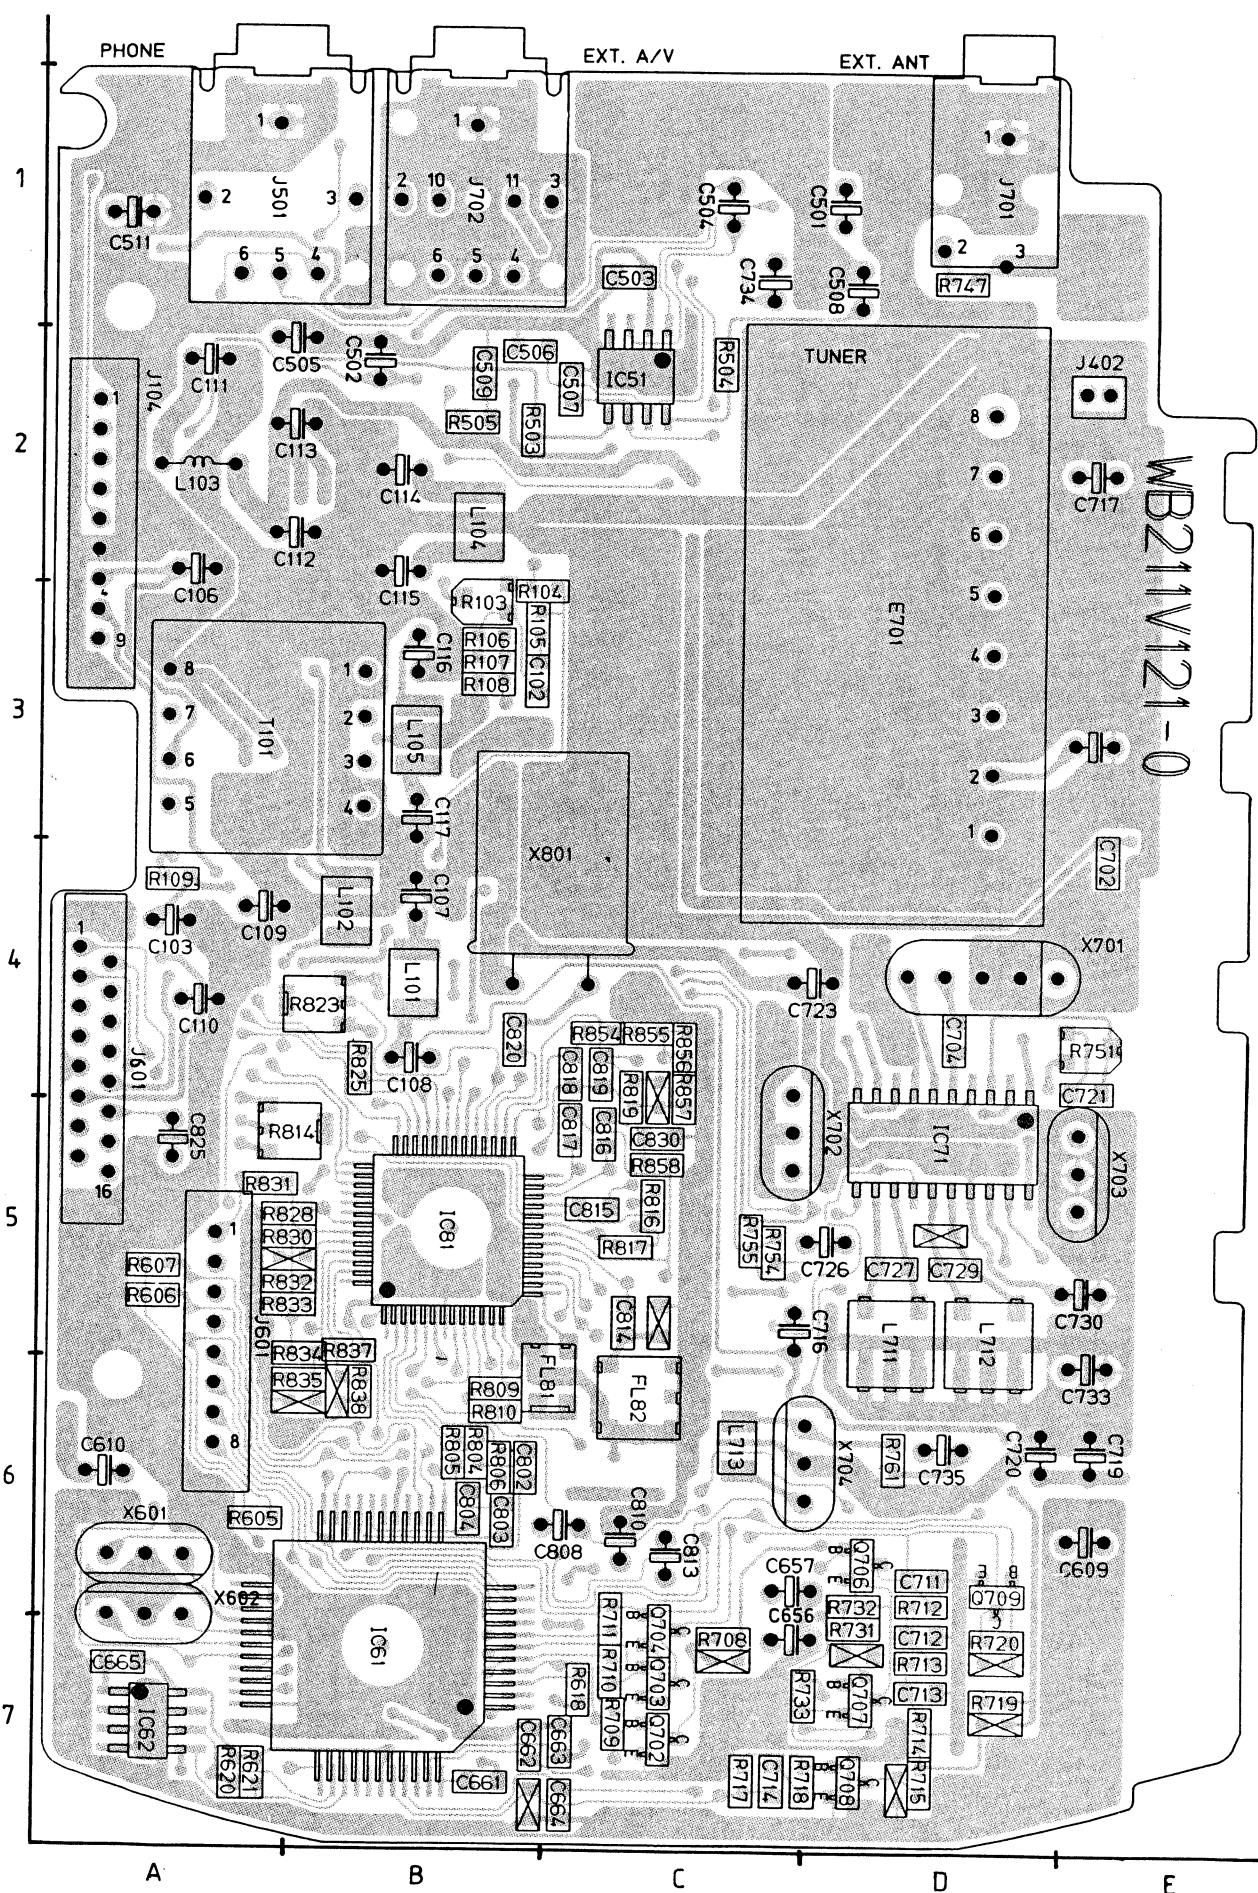 PHONE
EXT. A/V
EXT. ANT
1
1
1
1
2
J501
3
2
10
J702
11
3
C504
C501
J701
C511
6
5
4
6
5
4
2
3
C503
C734
C508
R747
C505
C502
C506
TUNER
J104
C111
C509
C507
IC51
R504
J402
1
R505
R503
8
2
C113
L103
C114
7
C717
L104
C112
6
C106
C115
R103
R104
5
R105
E701
WB211V121-0
9
C116
R106
R107
R108
C102
8
1
4
3
7
T101
2
L105
3
6
3
2
5
4
C117
X801
1
C702
R109
L102
C107
1
C103
C109
4
X701
L101
R823
C723
C110
C820
R854
R855
R856
C704
R751
J601
R825
C108
C818
C819
R819
R857
C721
C825
R814
C817
C816
C830
X702
IC71
X703
16
R858
R831
5
R828
IC81
C815
R816
1
R830
R817
R755
R754
R607
C726
C727
C729
R606
R832
R833
J601
C814
C716
L711
L712
C730
R834
R837
FL81
R835
R838
R809
R810
FL82
C733
8
C610
R805
R804
R806
C802
L713
X704
R761
C735
C720
C719
6
C804
C803
X601
R605
C808
C810
C813
C609
B
Q706
C
E
C657
C711
Q709
E
B
C
X602
C656
R732
R712
R711
B
Q704
C
E
R708
R731
C712
R720
IC61
R710
B
Q703
C
E
R713
C665
R618
R733
B
Q707
C
E
C713
R719
7
IC62
R709
B
Q702
C
E
R714
C662
C663
R620
R621
C661
C664
R717
C714
R718
B
Q708
C
E
R715
A
B
C
D
E